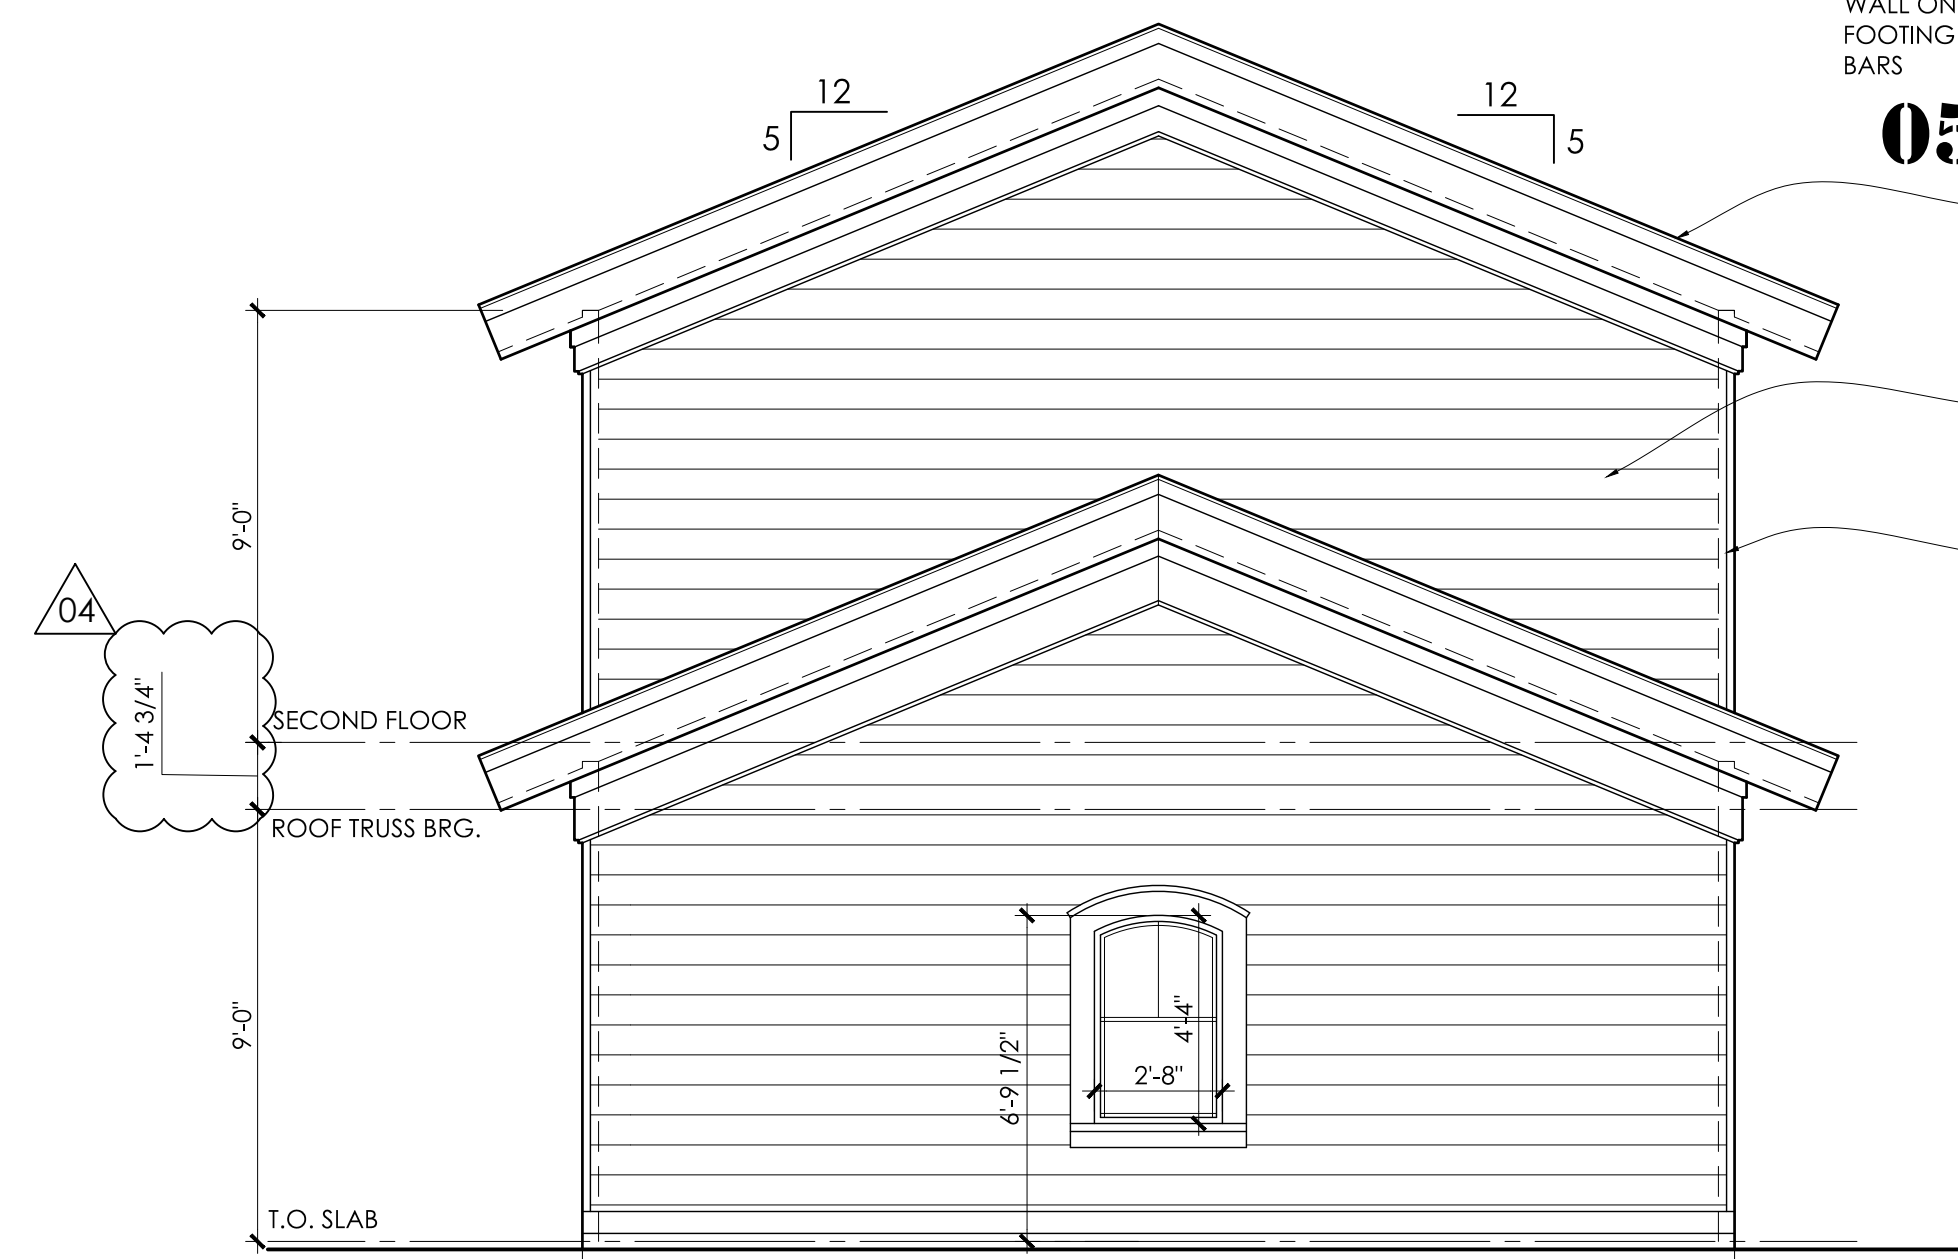 WALL ON
FOOTING
BARS
05
12
5
12
5
9'-0"
04
1'-4 3/4"
SECOND FLOOR
ROOF TRUSS BRG.
9'-0"
6'-9 1/2"
4'-4"
2'-8"
T.O. SLAB